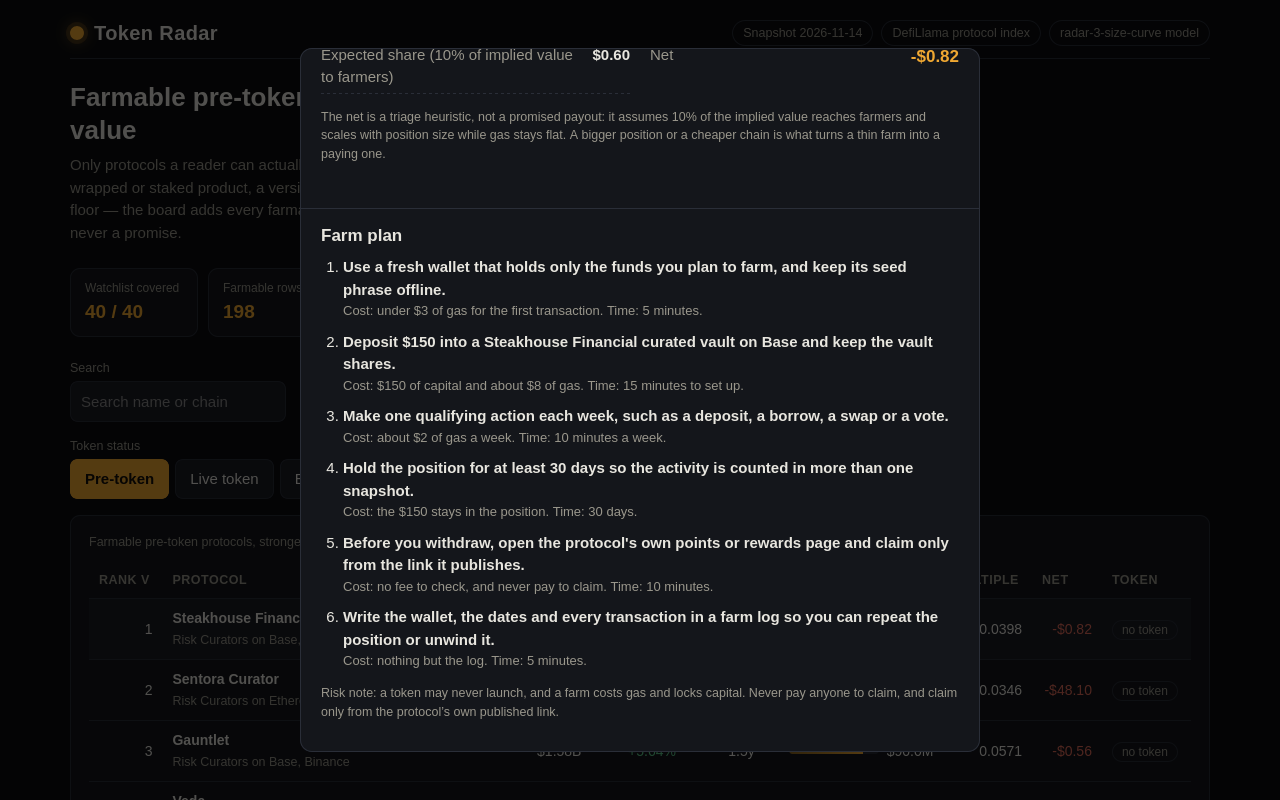 Token Radar
Snapshot 2026-11-14
DefiLlama protocol index
radar-3-size-curve model
Farmable pre-token
value
Only protocols a reader can actuall
wrapped or staked product, a versi
floor — the board adds every farma
never a promise.
Watchlist covered
40 / 40
Farmable rows
198
Search
Search name or chain
Token status
Pre-token
Live token
Farmable pre-token protocols, stronge
RANK V
PROTOCOL
TIPLE
NET
TOKEN
1
Steakhouse Financ
Risk Curators on Base,
0.0398
-$0.82
no token
2
Sentora Curator
Risk Curators on Ether
0.0346
-$48.10
no token
3
Gauntlet
Risk Curators on Base, Binance
0.0571
-$0.56
no token
Expected share (10% of implied value
to farmers)
$0.60
Net
-$0.82
The net is a triage heuristic, not a promised payout: it assumes 10% of the implied value reaches farmers and
scales with position size while gas stays flat. A bigger position or a cheaper chain is what turns a thin farm into a
paying one.
Farm plan
1. Use a fresh wallet that holds only the funds you plan to farm, and keep its seed
phrase offline.
Cost: under $3 of gas for the first transaction. Time: 5 minutes.
2. Deposit $150 into a Steakhouse Financial curated vault on Base and keep the vault
shares.
Cost: $150 of capital and about $8 of gas. Time: 15 minutes to set up.
3. Make one qualifying action each week, such as a deposit, a borrow, a swap or a vote.
Cost: about $2 of gas a week. Time: 10 minutes a week.
4. Hold the position for at least 30 days so the activity is counted in more than one
snapshot.
Cost: the $150 stays in the position. Time: 30 days.
5. Before you withdraw, open the protocol's own points or rewards page and claim only
from the link it publishes.
Cost: no fee to check, and never pay to claim. Time: 10 minutes.
6. Write the wallet, the dates and every transaction in a farm log so you can repeat the
position or unwind it.
Cost: nothing but the log. Time: 5 minutes.
Risk note: a token may never launch, and a farm costs gas and locks capital. Never pay anyone to claim, and claim
only from the protocol's own published link.